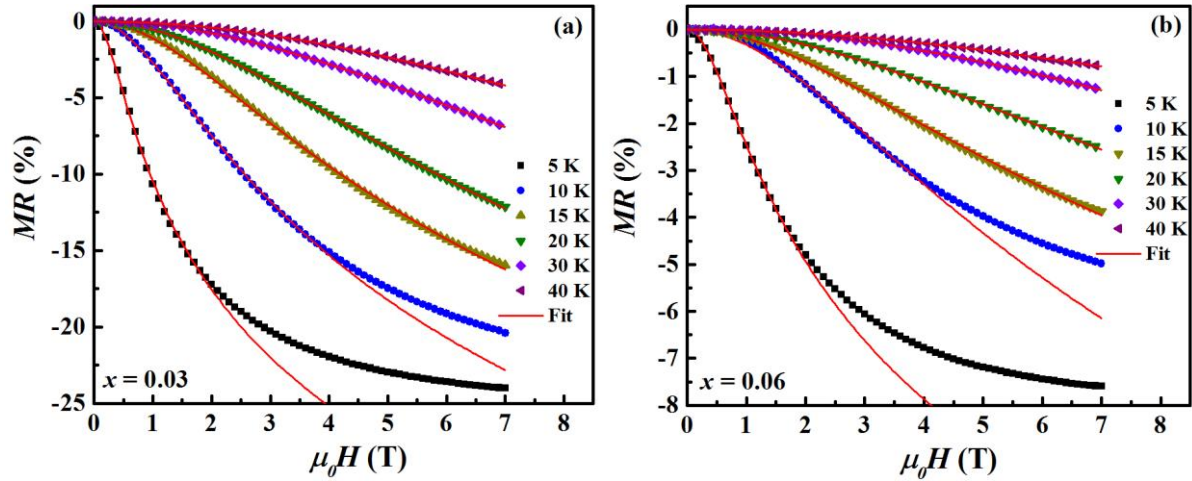 (a)
0
-5
-10
-15
-20
-25
MR (%)
5 K
10 K
15 K
20 K
30 K
40 K
Fit
x = 0.03
0 1 2 3 4 5 6 7 8
μ₀H (T)
(b)
0
-1
-2
-3
-4
-5
-6
-7
-8
MR (%)
5 K
10 K
15 K
20 K
30 K
40 K
Fit
x = 0.06
0 1 2 3 4 5 6 7 8
μ₀H (T)